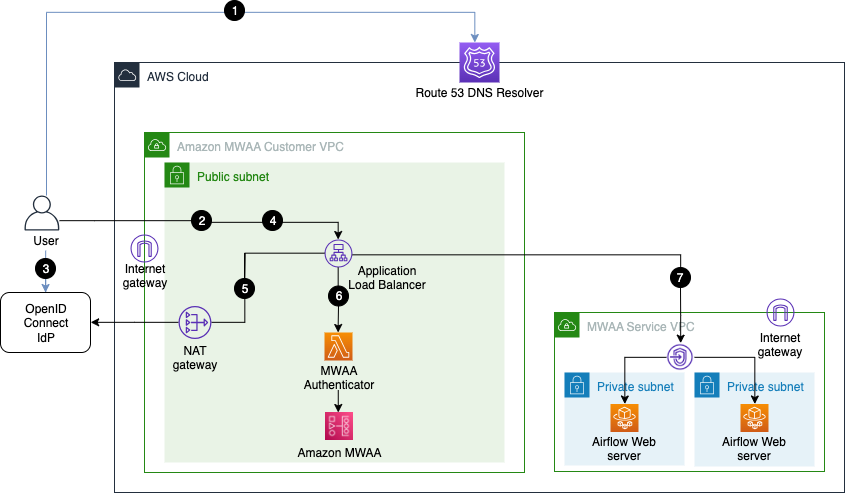 1
53
AWS Cloud
Route 53 DNS Resolver
Amazon MWAA Customer VPC
Public subnet
2
4
User
3
Internet
gateway
Application
Load Balancer
7
5
6
OpenID
Connect
IdP
NAT
gateway
MWAA
Authenticator
Amazon MWAA
MWAA Service VPC
Internet
gateway
Private subnet
Private subnet
Airflow Web
server
Airflow Web
server